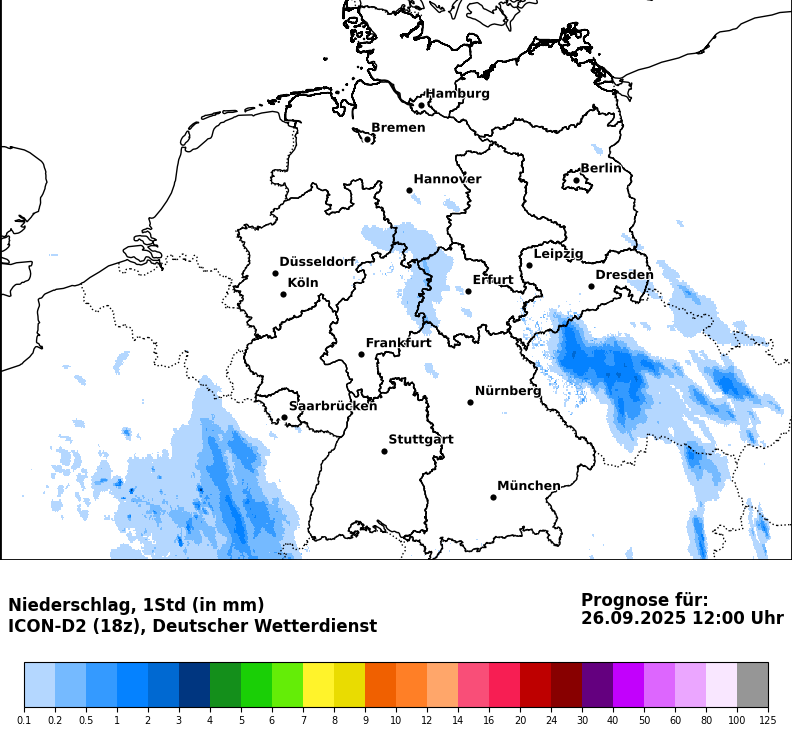 Hamburg
Bremen
Berlin
Hannover
Leipzig
Düsseldorf
Dresden
Köln
Erfurt
Frankfurt
Nürnberg
Saarbrücken
Stuttgart
München
Niederschlag, 1Std (in mm)
ICON-D2 (18z), Deutscher Wetterdienst
Prognose für:
26.09.2025 12:00 Uhr
0.1 0.2 0.5 1 2 3 4 5 6 7 8 9 10 12 14 16 20 24 30 40 50 60 80 100 125